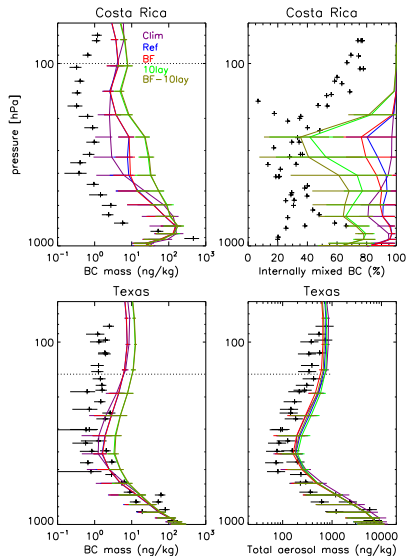 Costa Rica
Costa Rica
100
1000
pressure [hPa]
Clim
Ref
BF
10lay
BF-10lay
10⁻¹ 10⁰ 10¹ 10² 10³
BC mass (ng/kg)
100
1000
0 20 40 60 80 100
Internally mixed BC (%)
Texas
Texas
100
1000
pressure [hPa]
10⁻¹ 10⁰ 10¹ 10² 10³
BC mass (ng/kg)
100
1000
100 1000 10000
Total aerosol mass (ng/kg)